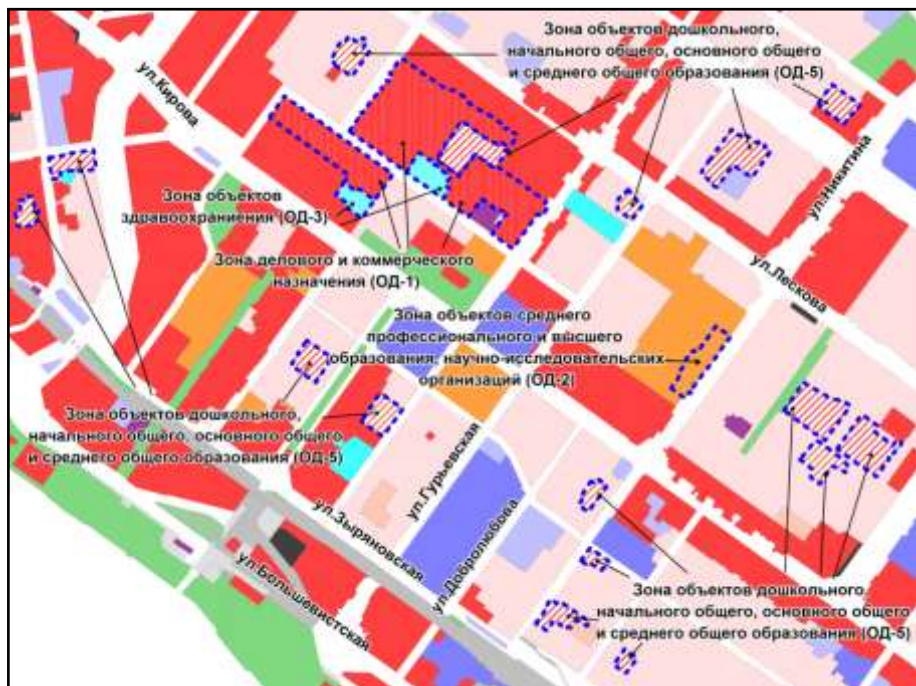 Зона объектов дошкольного,
начального общего, основного общего
и среднего общего образования (ОД-5)
ул.Кирова
ул.Никитина
Зона объектов
здравоохраниения (ОД-3)
Зона делового и коммерческого
назначения (ОД-1)
ул.Лескова
Зона объектов среднего
профессионального и высшего
образования, научно-исследовательских
организаций (ОД-2)
Зона объектов дошкольного,
начального общего, основного общего
и среднего общего образования (ОД-5)
ул.Гурьевская
ул.Зыряновская
ул.Добролюбова
ул.Большевистская
Зона объектов дошкольного,
начального общего, основного общего
и среднего общего образования (ОД-5)